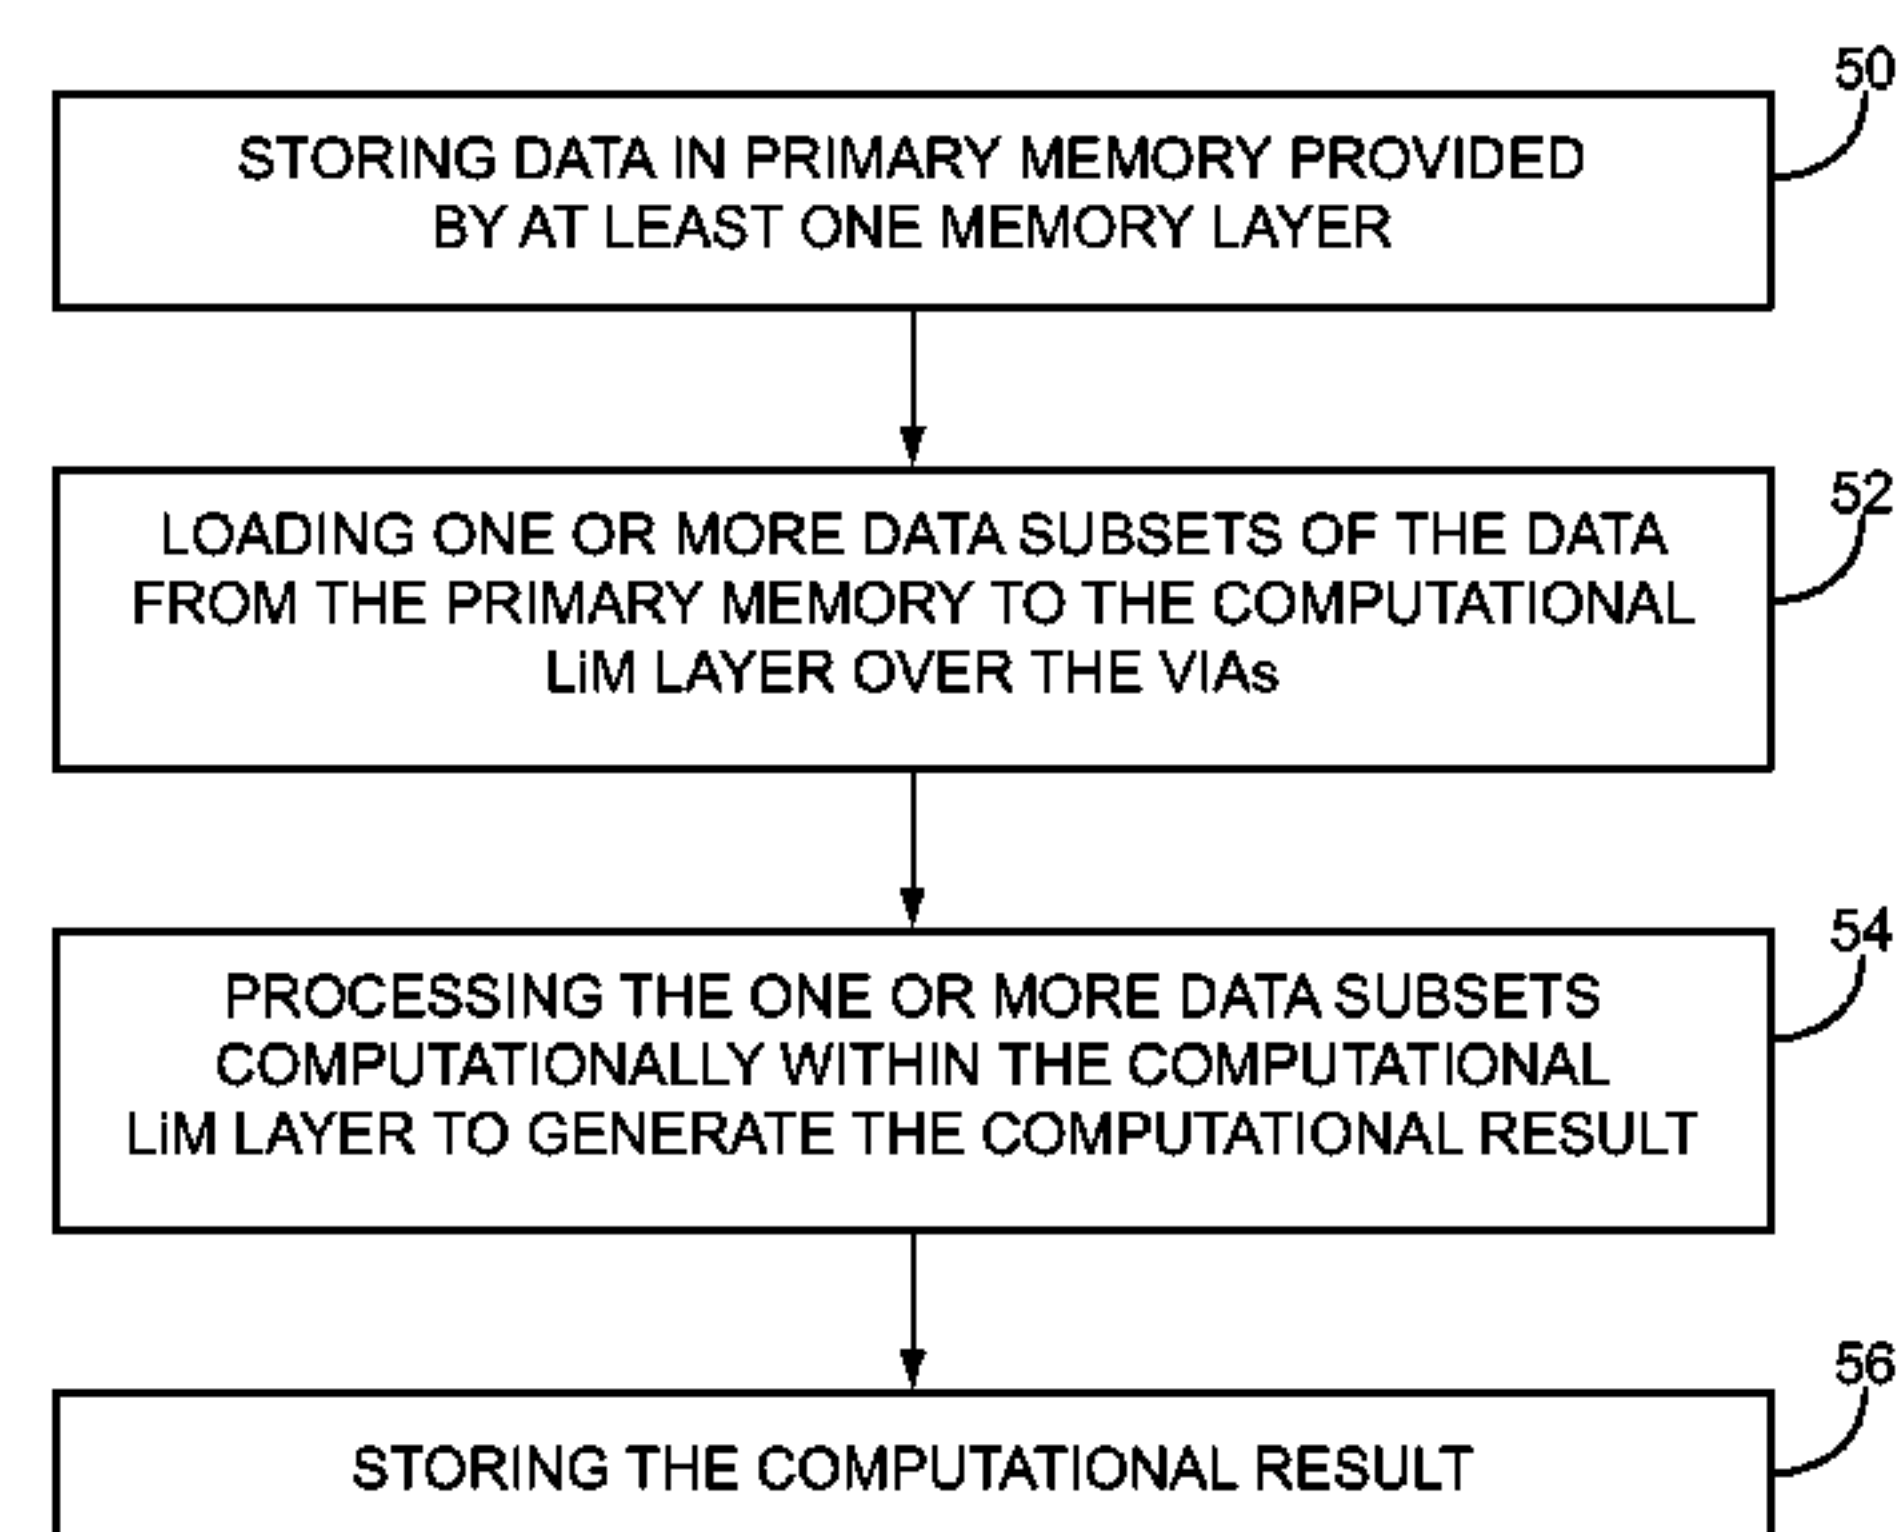 50
STORING DATA IN PRIMARY MEMORY PROVIDED
BY AT LEAST ONE MEMORY LAYER
52
LOADING ONE OR MORE DATA SUBSETS OF THE DATA
FROM THE PRIMARY MEMORY TO THE COMPUTATIONAL
LiM LAYER OVER THE VIAs
54
PROCESSING THE ONE OR MORE DATA SUBSETS
COMPUTATIONALLY WITHIN THE COMPUTATIONAL
LiM LAYER TO GENERATE THE COMPUTATIONAL RESULT
56
STORING THE COMPUTATIONAL RESULT